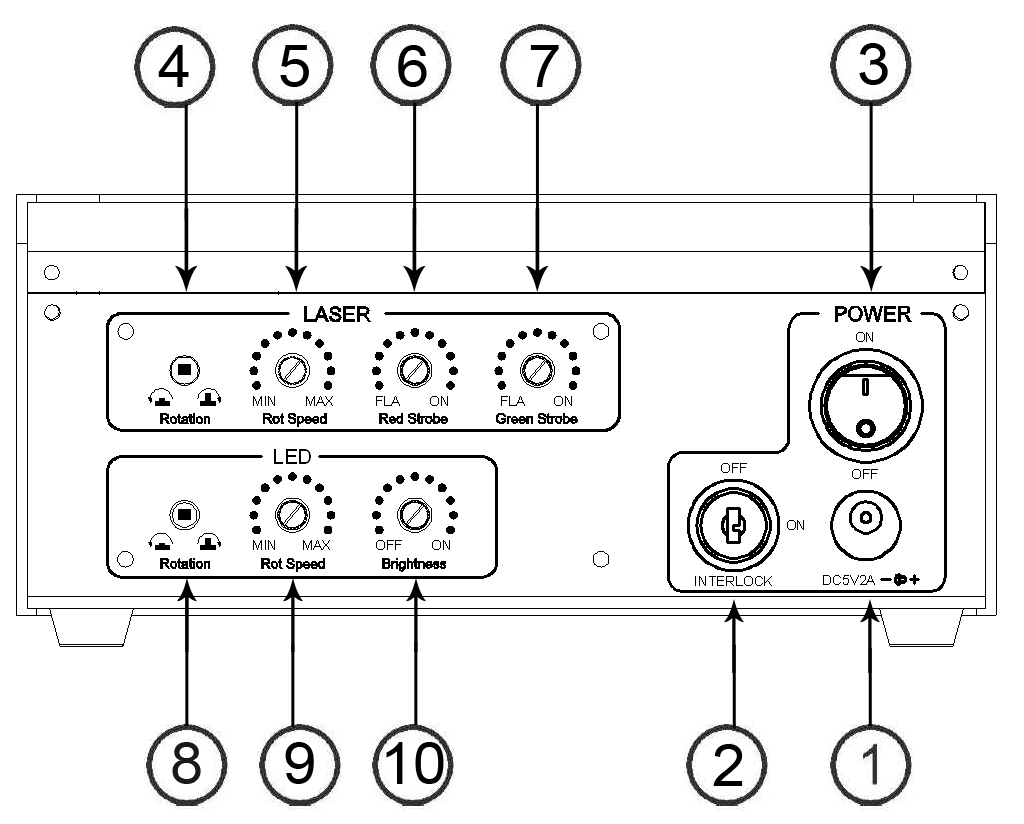 4 5 6 7 3
LASER
MIN MAX FLA ON FLA ON
Rotation Rot Speed Red Strobe Green Strobe
POWER
ON
OFF
LED
MIN MAX OFF ON
Rotation Rot Speed Brightness
OFF
ON
INTERLOCK
DC5V2A − +
8 9 10 2 1